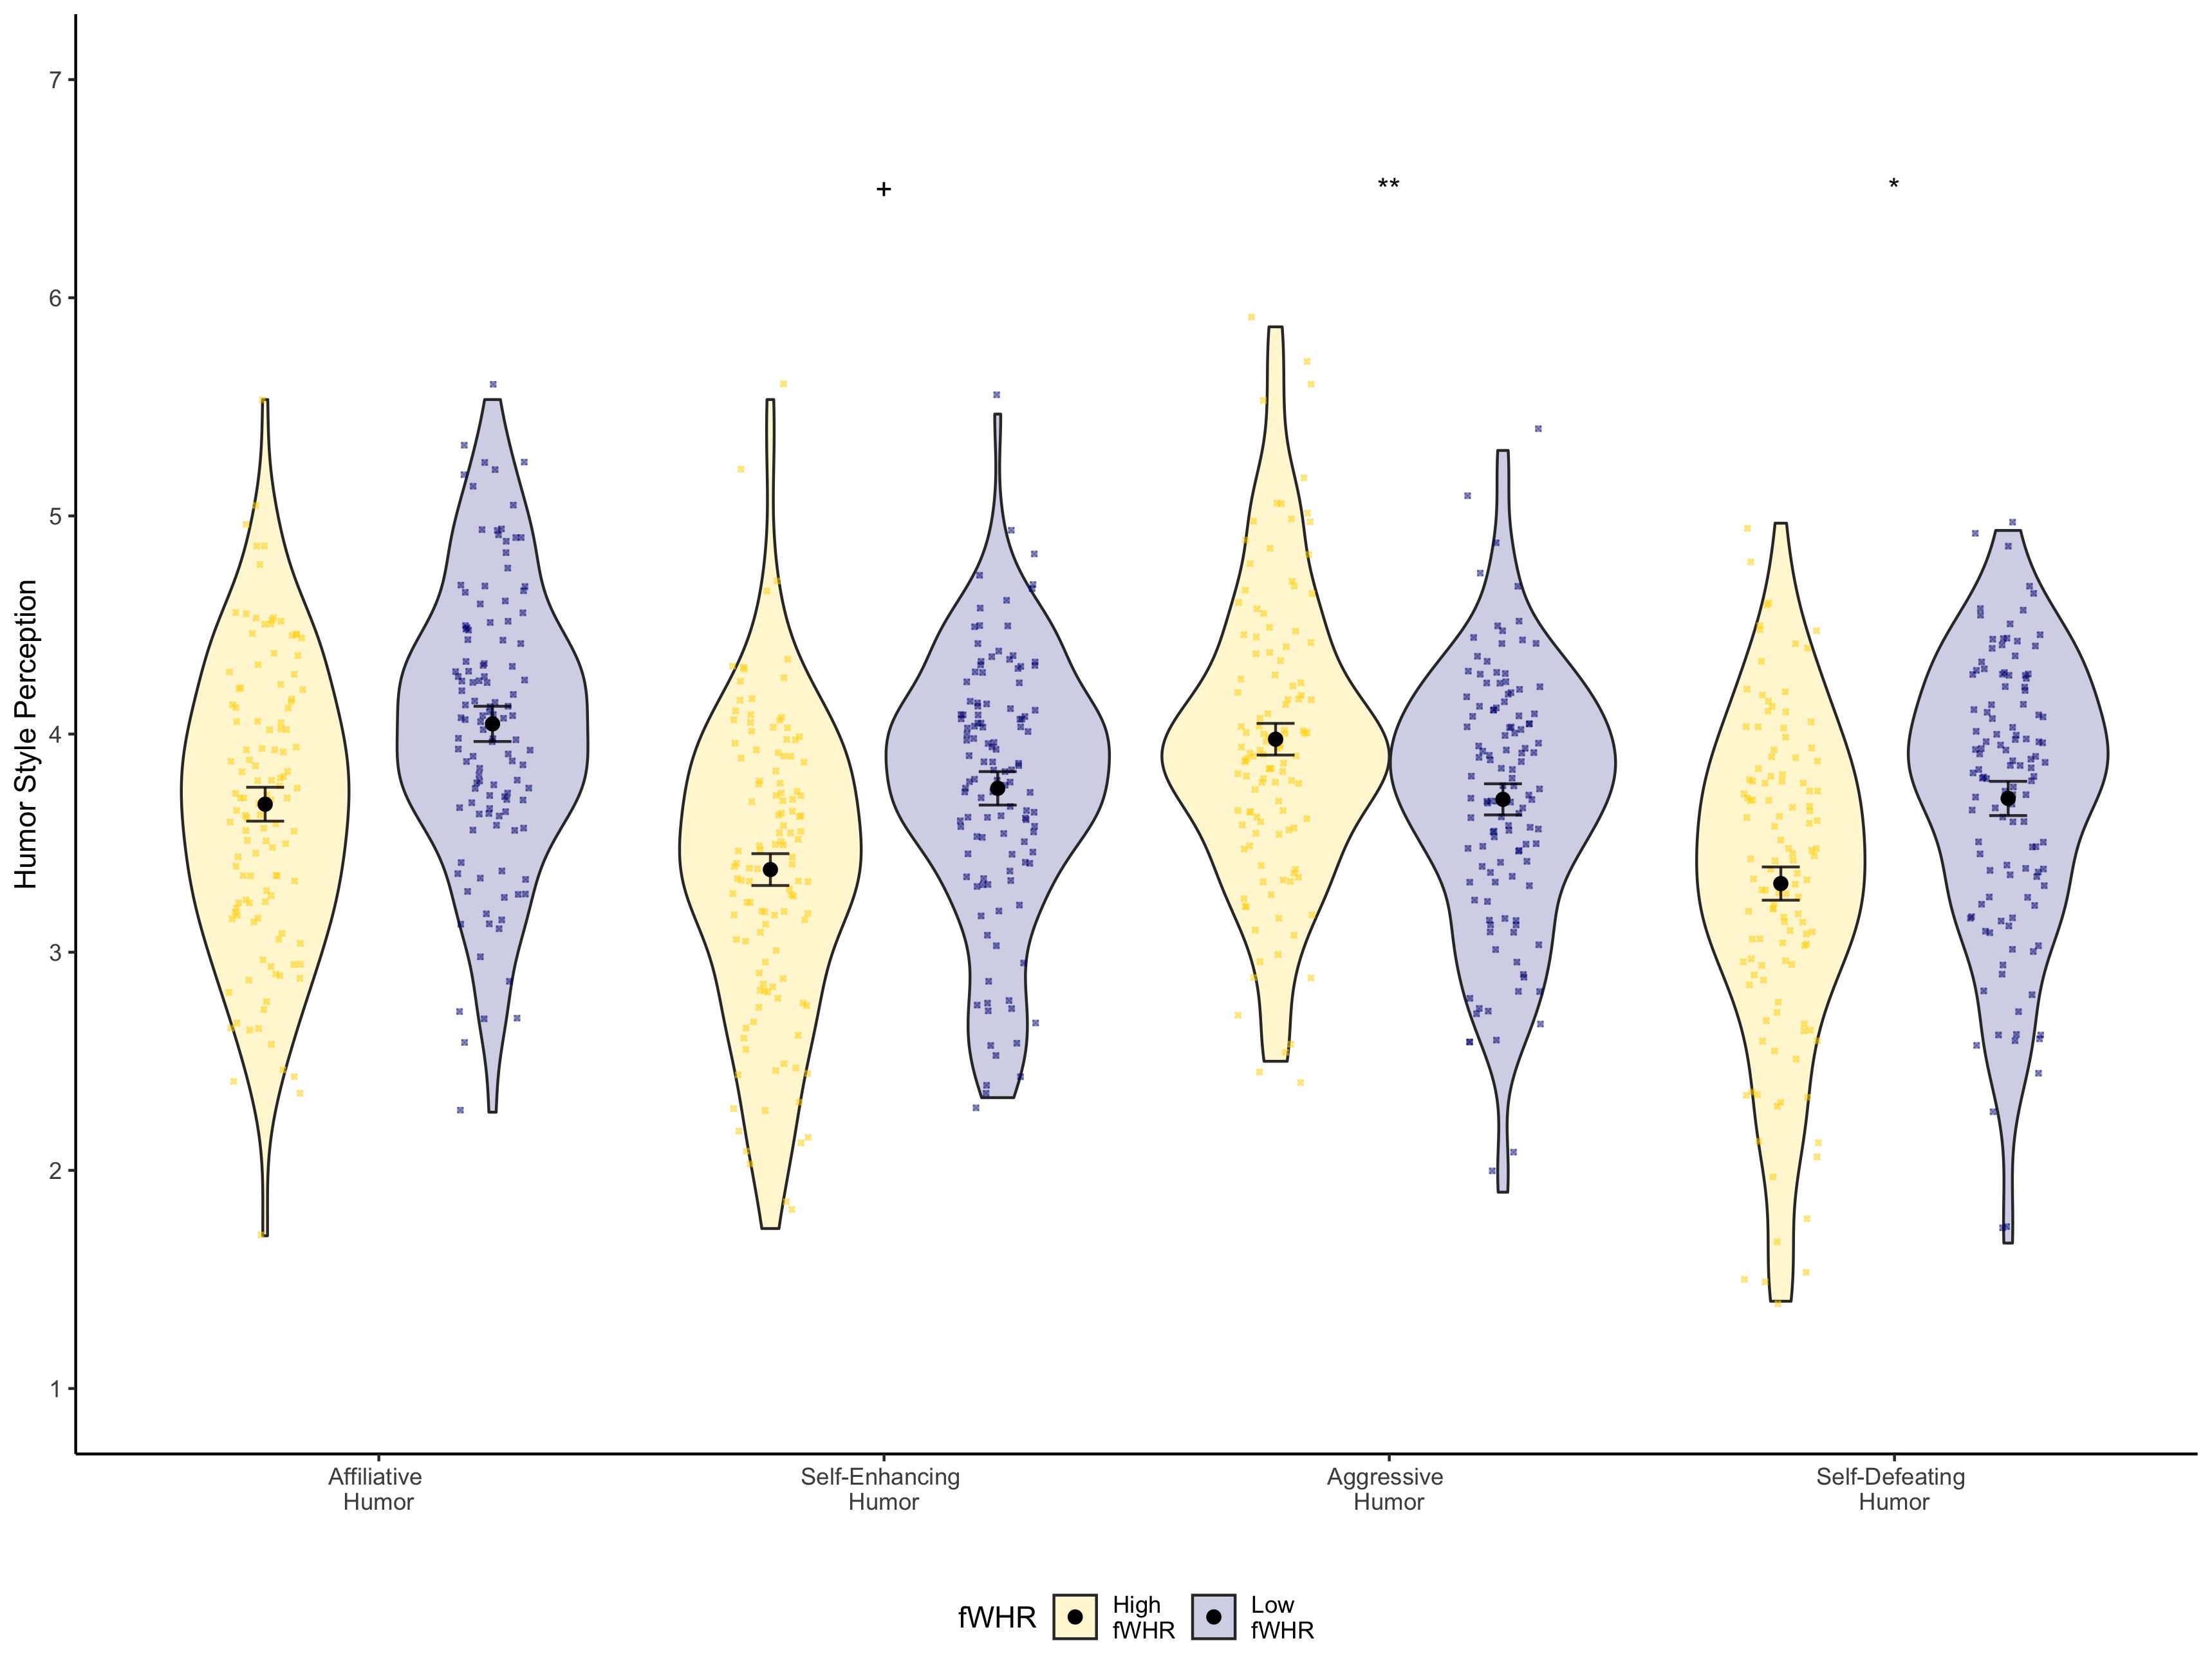 7
+
**
*
6
5
4
3
2
1
Humor Style Perception
Affiliative
Humor
Self-Enhancing
Humor
Aggressive
Humor
Self-Defeating
Humor
fWHR
High
fWHR
Low
fWHR